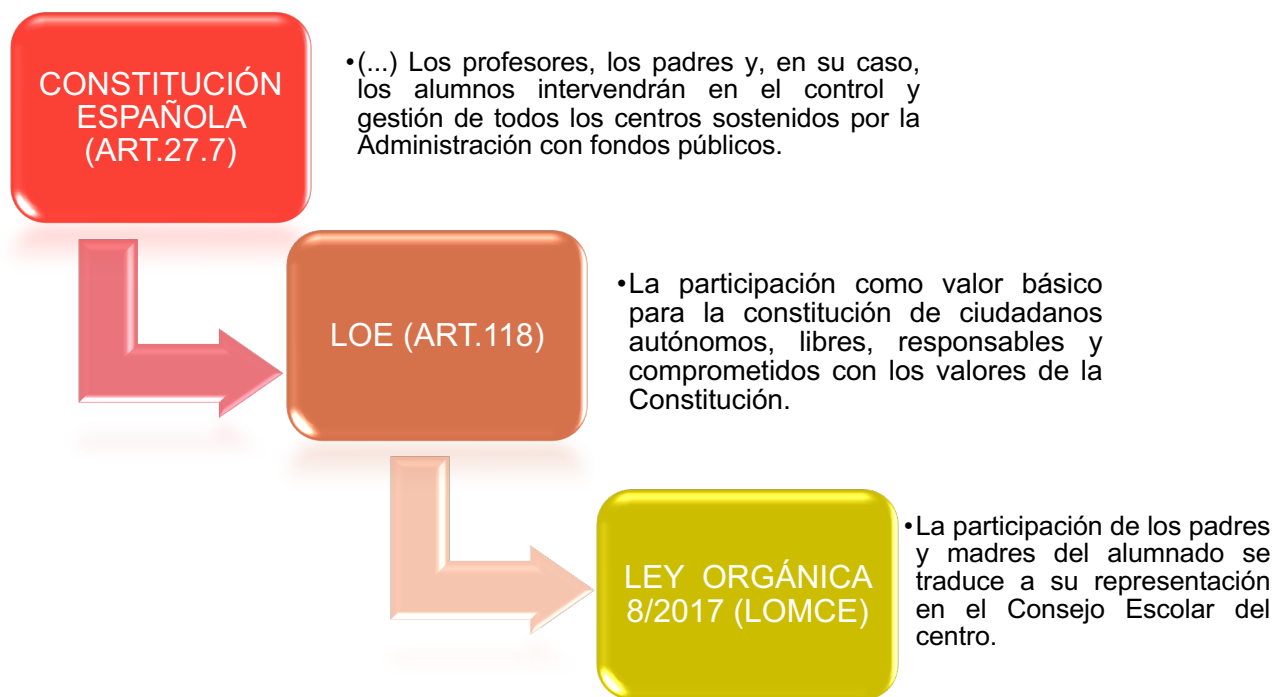 CONSTITUCIÓN
ESPAÑOLA
(ART.27.7)
•(...) Los profesores, los padres y, en su caso,
los alumnos intervendrán en el control y
gestión de todos los centros sostenidos por la
Administración con fondos públicos.
LOE (ART.118)
•La participación como valor básico
para la constitución de ciudadanos
autónomos, libres, responsables y
comprometidos con los valores de la
Constitución.
LEY ORGÁNICA
8/2017 (LOMCE)
•La participación de los padres
y madres del alumnado se
traduce a su representación
en el Consejo Escolar del
centro.